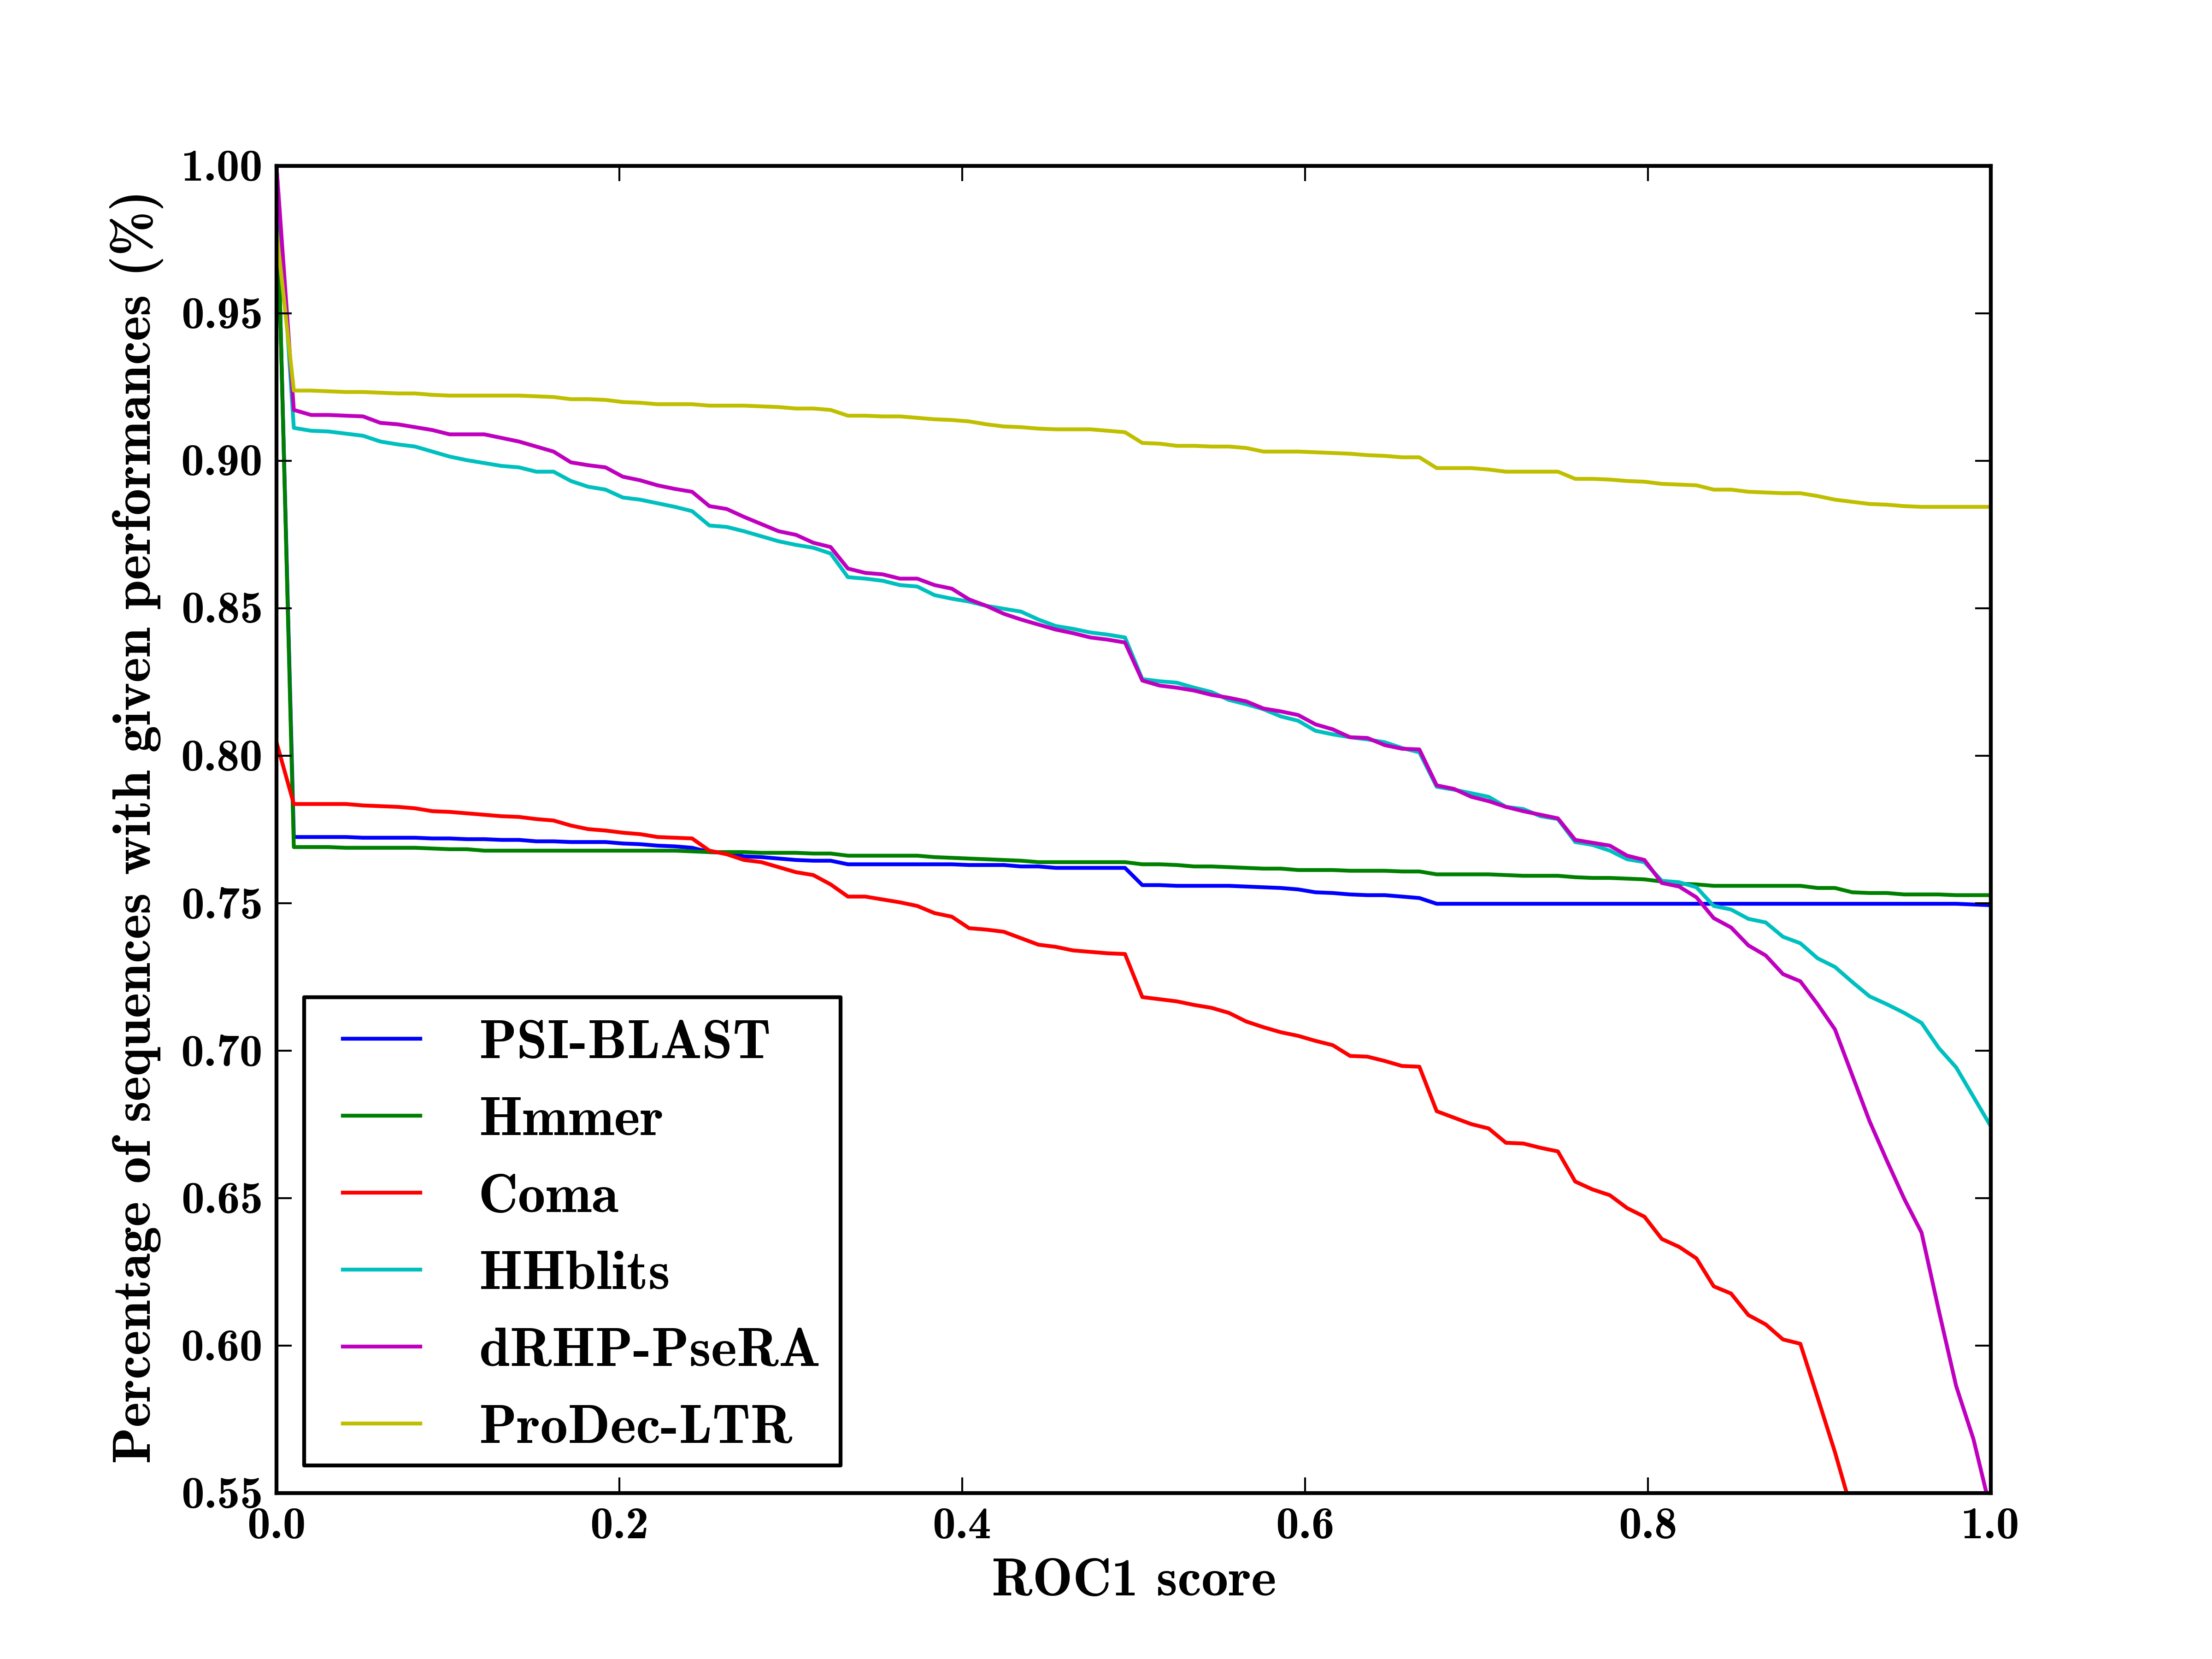 Percentage of sequences with given performances (%)
1.00
0.95
0.90
0.85
0.80
0.75
0.70
0.65
0.60
0.55
PSI-BLAST
Hmmer
Coma
HHblits
dRHP-PseRA
ProDec-LTR
0.0 0.2 0.4 0.6 0.8 1.0
ROC1 score